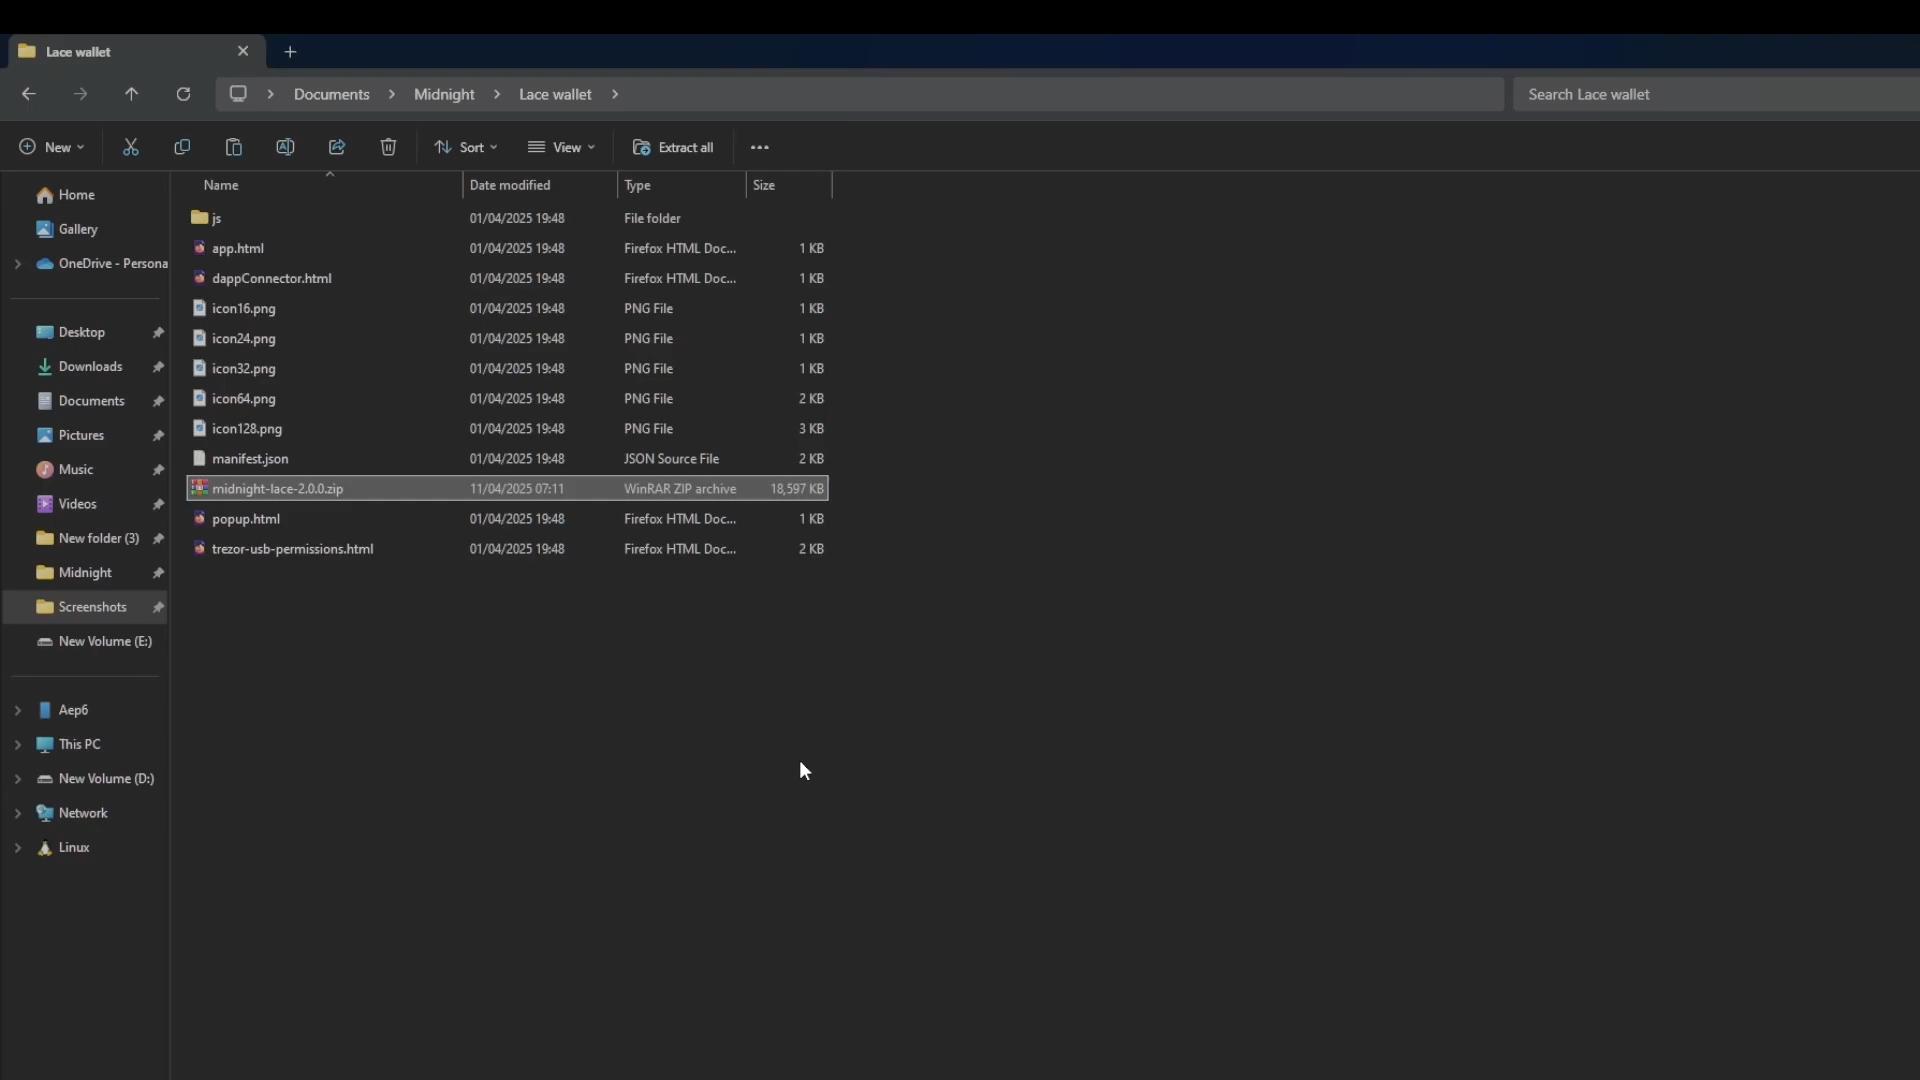 Lace wallet
Documents > Midnight > Lace wallet >
Search Lace wallet
New
Sort
View
Extract all
Name Date modified Type Size
js 01/04/2025 19:48 File folder
app.html 01/04/2025 19:48 Firefox HTML Doc... 1 KB
dappConnector.html 01/04/2025 19:48 Firefox HTML Doc... 1 KB
icon16.png 01/04/2025 19:48 PNG File 1 KB
icon24.png 01/04/2025 19:48 PNG File 1 KB
icon32.png 01/04/2025 19:48 PNG File 1 KB
icon64.png 01/04/2025 19:48 PNG File 2 KB
icon128.png 01/04/2025 19:48 PNG File 3 KB
manifest.json 01/04/2025 19:48 JSON Source File 2 KB
midnight-lace-2.0.0.zip 11/04/2025 07:11 WinRAR ZIP archive 18,597 KB
popup.html 01/04/2025 19:48 Firefox HTML Doc... 1 KB
trezor-usb-permissions.html 01/04/2025 19:48 Firefox HTML Doc... 2 KB
Home
Gallery
OneDrive - Persona
Desktop
Downloads
Documents
Pictures
Music
Videos
New folder (3)
Midnight
Screenshots
New Volume (E:)
Aep6
This PC
New Volume (D:)
Network
Linux